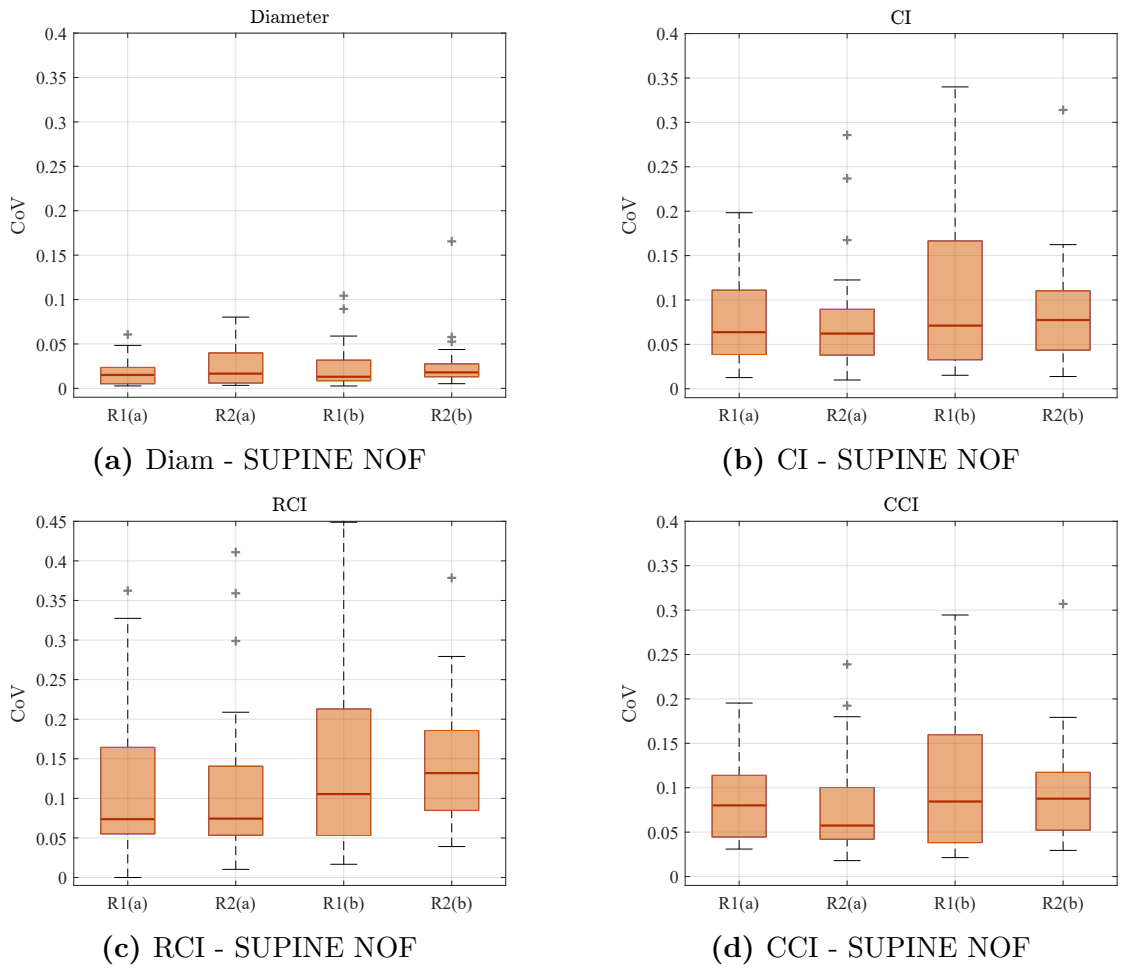 Diameter
0.4
0.35
0.3
0.25
0.2
0.15
0.1
0.05
0
CoV
R1(a) R2(a) R1(b) R2(b)
(a) Diam - SUPINE NOF
CI
0.4
0.35
0.3
0.25
0.2
0.15
0.1
0.05
0
CoV
R1(a) R2(a) R1(b) R2(b)
(b) CI - SUPINE NOF
RCI
0.45
0.4
0.35
0.3
0.25
0.2
0.15
0.1
0.05
0
CoV
R1(a) R2(a) R1(b) R2(b)
(c) RCI - SUPINE NOF
CCI
0.4
0.35
0.3
0.25
0.2
0.15
0.1
0.05
0
CoV
R1(a) R2(a) R1(b) R2(b)
(d) CCI - SUPINE NOF